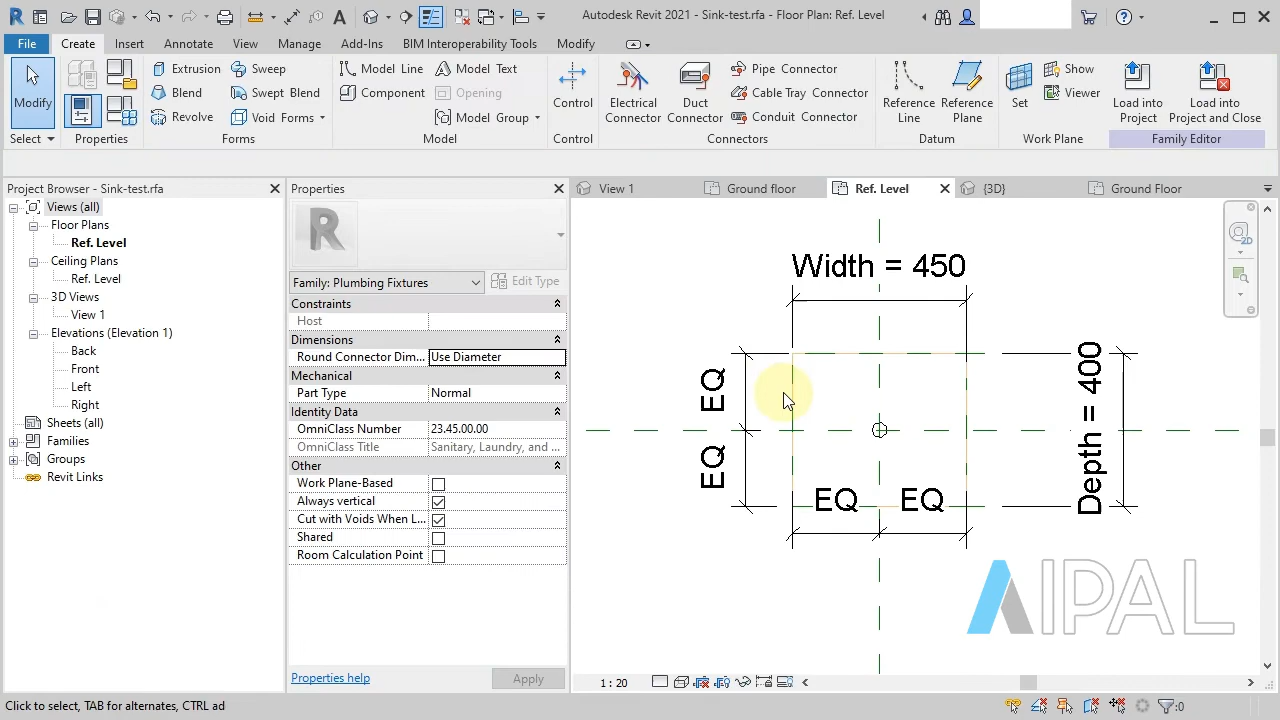 Autodesk Revit 2021 - Sink-test.rfa - Floor Plan: Ref. Level
File Create Insert Annotate View Manage Add-Ins BIM Interoperability Tools Modify
Modify
Select
Properties
Extrusion
Blend
Revolve
Sweep
Swept Blend
Void Forms
Forms
Model Line
Component
Model Text
Opening
Model Group
Model
Control
Control
Electrical
Connector
Duct
Connector
Pipe Connector
Cable Tray Connector
Conduit Connector
Connectors
Reference
Line
Reference
Plane
Datum
Set
Show
Viewer
Work Plane
Load into
Project
Load into
Project and Close
Family Editor
Project Browser - Sink-test.rfa
Views (all)
Floor Plans
Ref. Level
Ceiling Plans
Ref. Level
3D Views
View 1
Elevations (Elevation 1)
Back
Front
Left
Right
Sheets (all)
Families
Groups
Revit Links
Properties
R
Family: Plumbing Fixtures
Edit Type
Constraints
Host
Dimensions
Round Connector Dim... Use Diameter
Mechanical
Part Type Normal
Identity Data
OmniClass Number 23.45.00.00
OmniClass Title Sanitary, Laundry, and ...
Other
Work Plane-Based
Always vertical
Cut with Voids When L...
Shared
Room Calculation Point
Properties help
Apply
View 1
Ground floor
Ref. Level
{3D}
Ground Floor
2D
Width = 450
EQ
EQ
EQ EQ
Depth = 400
AIPAL
1 : 20
Click to select, TAB for alternates, CTRL ad
:0